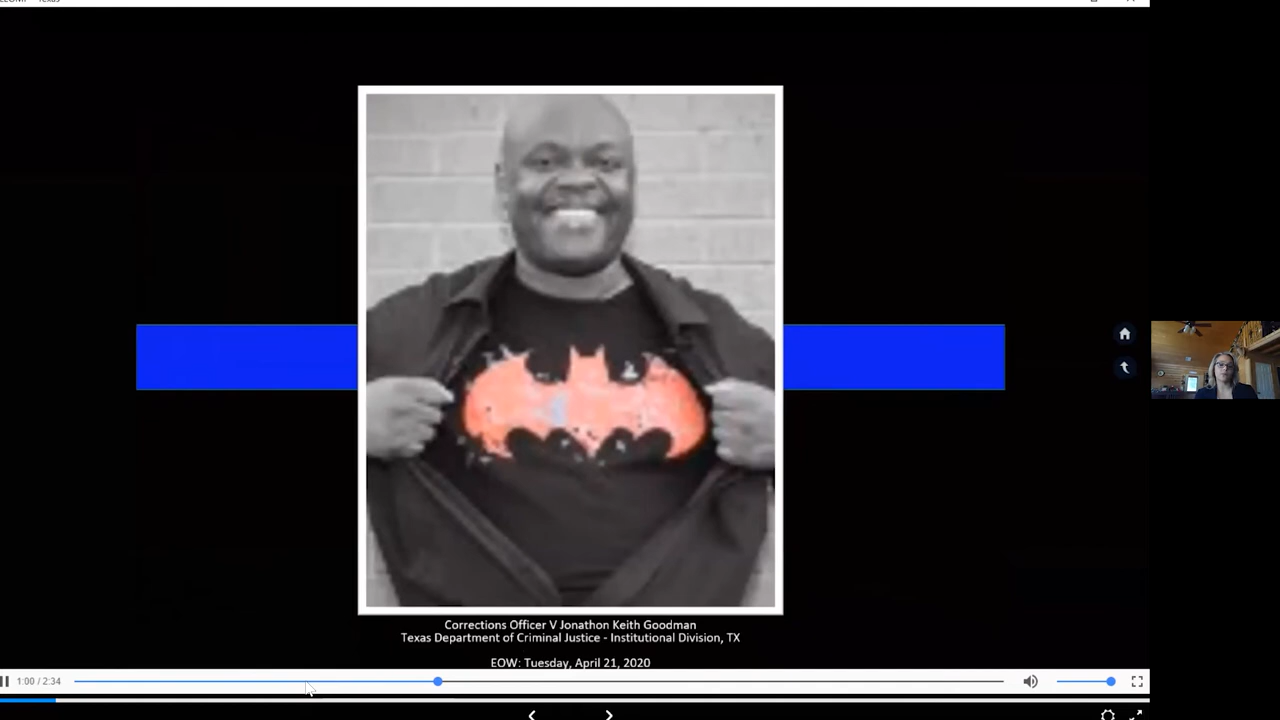 Corrections Officer V Jonathon Keith Goodman
Texas Department of Criminal Justice - Institutional Division, TX
EOW: Tuesday, April 21, 2020
1:00 / 2:34